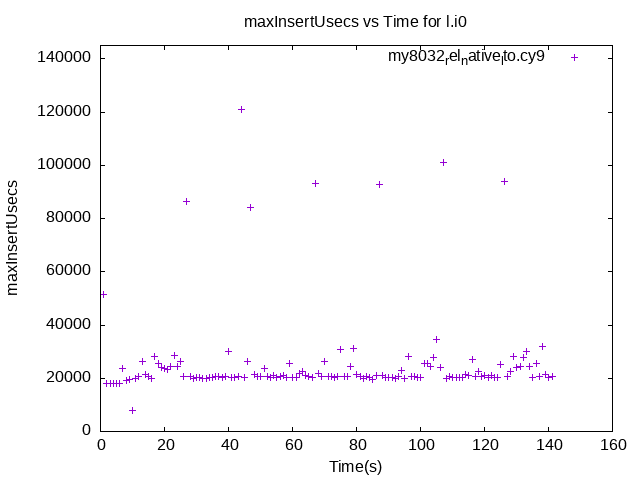 maxInsertUsecs vs Time for l.i0
my8032relnativelto.cy9
140000
120000
100000
80000
60000
40000
20000
0
maxInsertUsecs
0 20 40 60 80 100 120 140 160
Time(s)